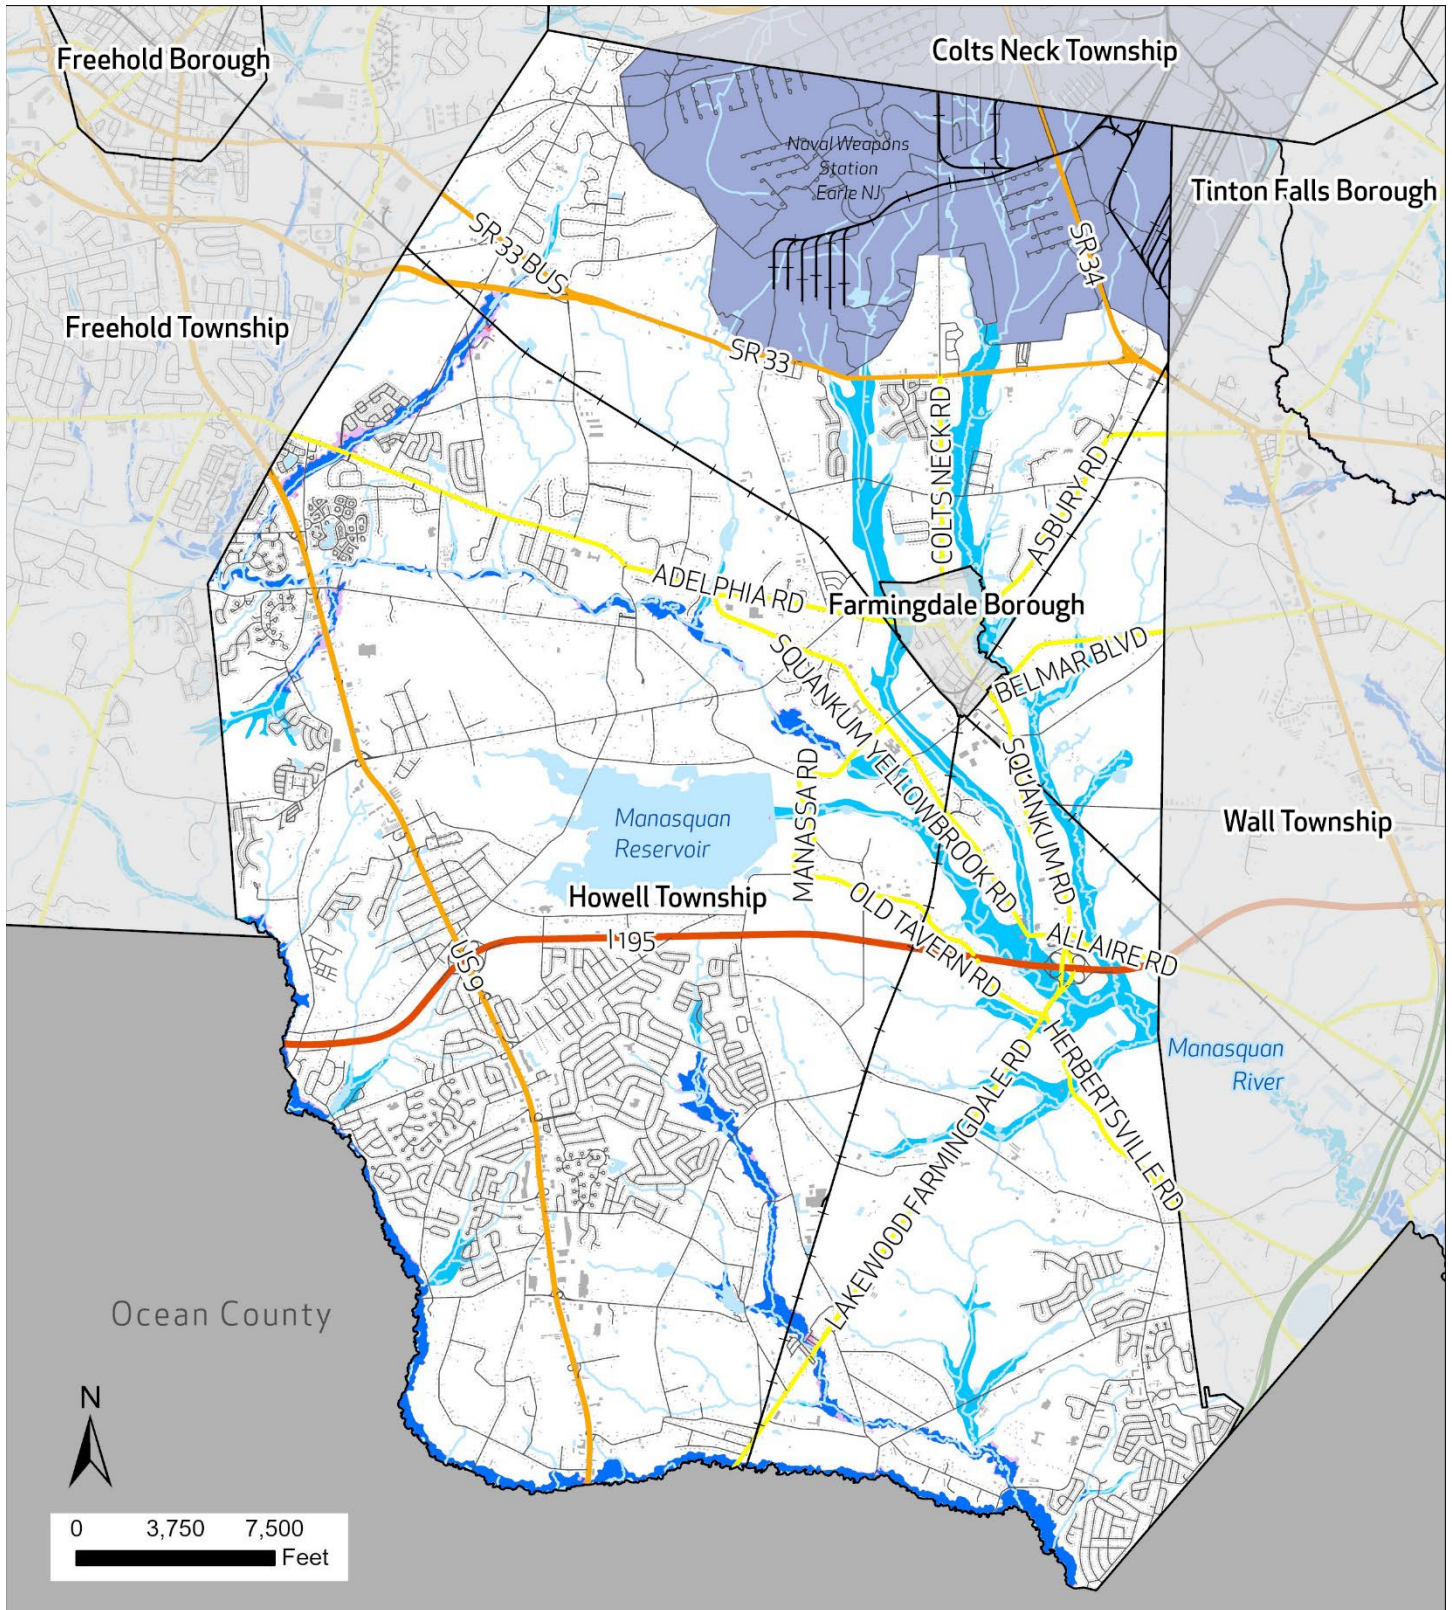 Freehold Borough
Colts Neck Township
Naval Weapons
Station
Earle NJ
Tinton Falls Borough
SR 33 BUS
SR 34
Freehold Township
SR 33
COLTS NECK RD
ASBURY RD
ADELPHIA RD
Farmingdale Borough
BELMAR BLVD
SQUANKUM YELLOWBROOK RD
SQUANKUM RD
MANASSA RD
Manasquan
Reservoir
Wall Township
Howell Township
OLD TAVERN RD
ALLAIRE RD
I 195
US 9
HERBERTSVILLE RD
Manasquan
River
LAKEWOOD FARMINGDALE RD
Ocean County
N
0 3,750 7,500
Feet